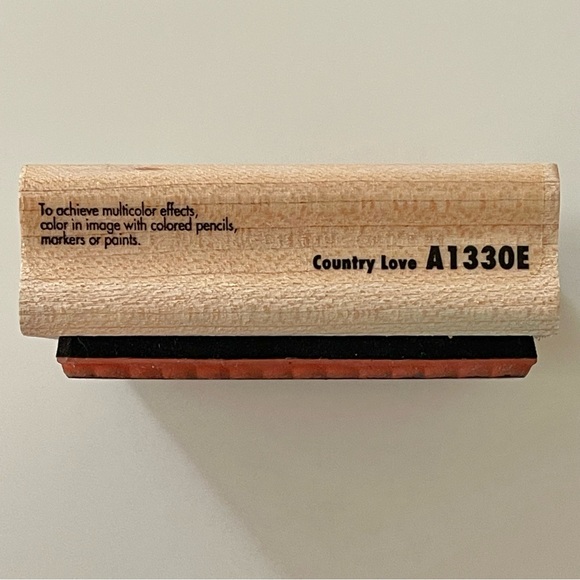 To achieve multicolor effects,
color in image with colored pencils,
markers or paints.
Country Love A1330E